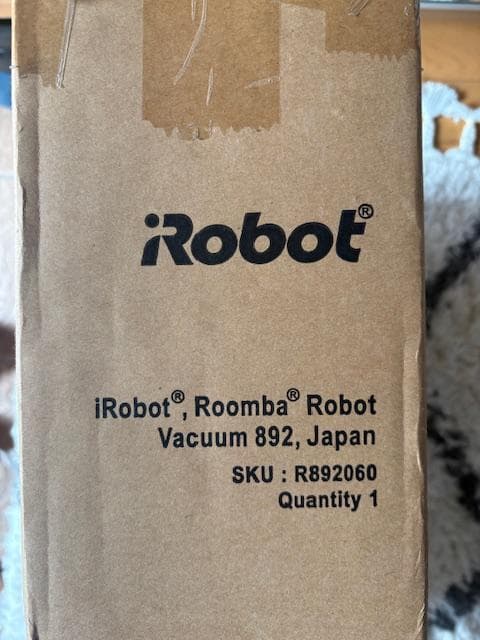 iRobot®
iRobot®, Roomba® Robot
Vacuum 892, Japan
SKU : R892060
Quantity 1